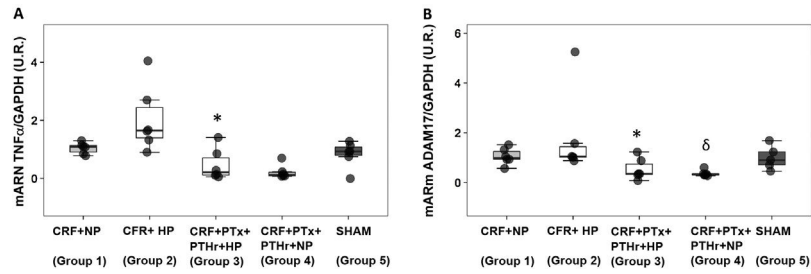 A
mARN TNFα/GAPDH (U.R.)
4
2
0
*
CRF+NP
(Group 1)
CFR+ HP
(Group 2)
CRF+PTx+
PTHr+HP
(Group 3)
CRF+PTx+
PTHr+NP
(Group 4)
SHAM
(Group 5)
B
mARm ADAM17/GAPDH (U.R.)
6
4
2
0
*
δ
CRF+NP
(Group 1)
CFR+ HP
(Group 2)
CRF+PTx+
PTHr+HP
(Group 3)
CRF+PTx+
PTHr+NP
(Group 4)
SHAM
(Group 5)